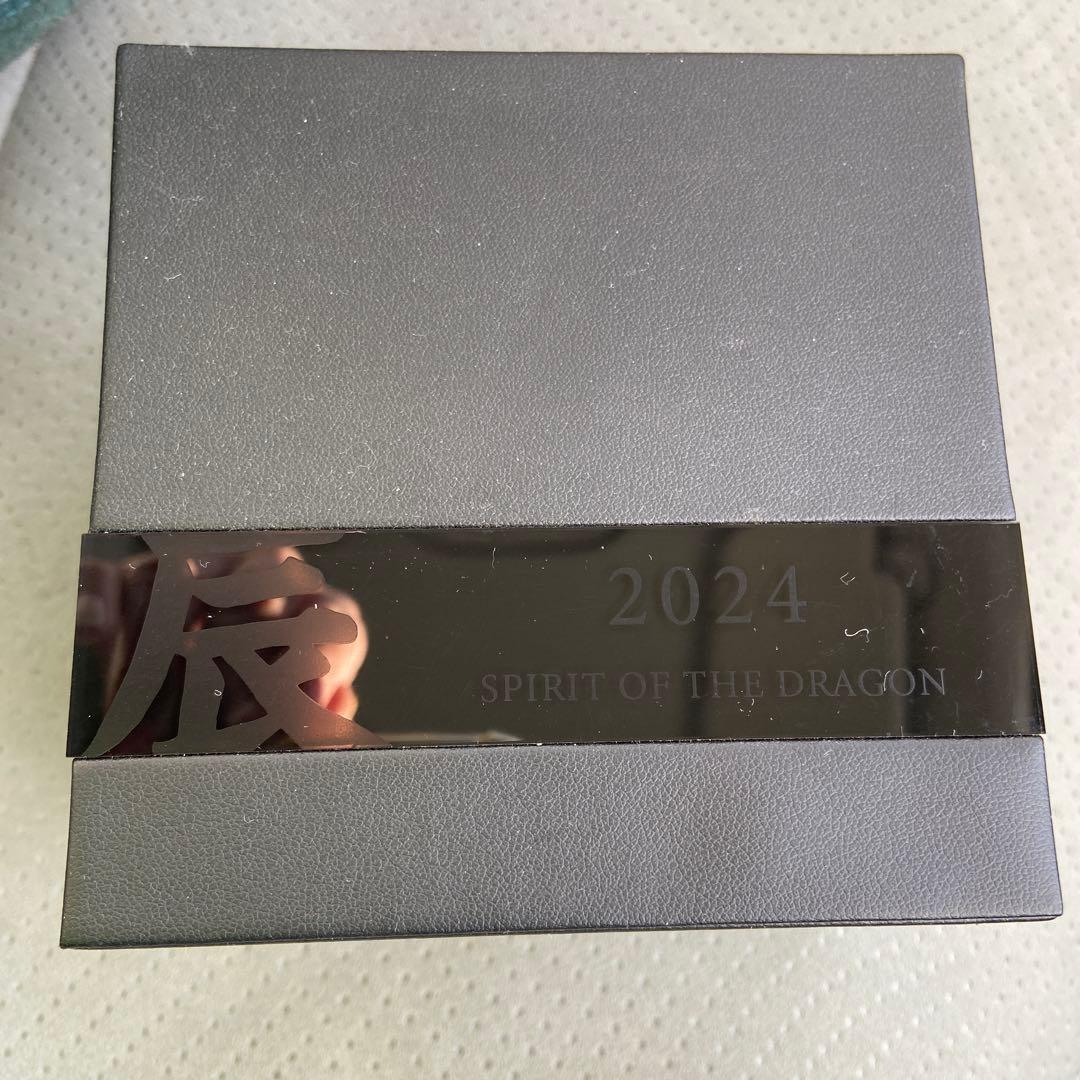 辰
2024
SPIRIT OF THE DRAGON